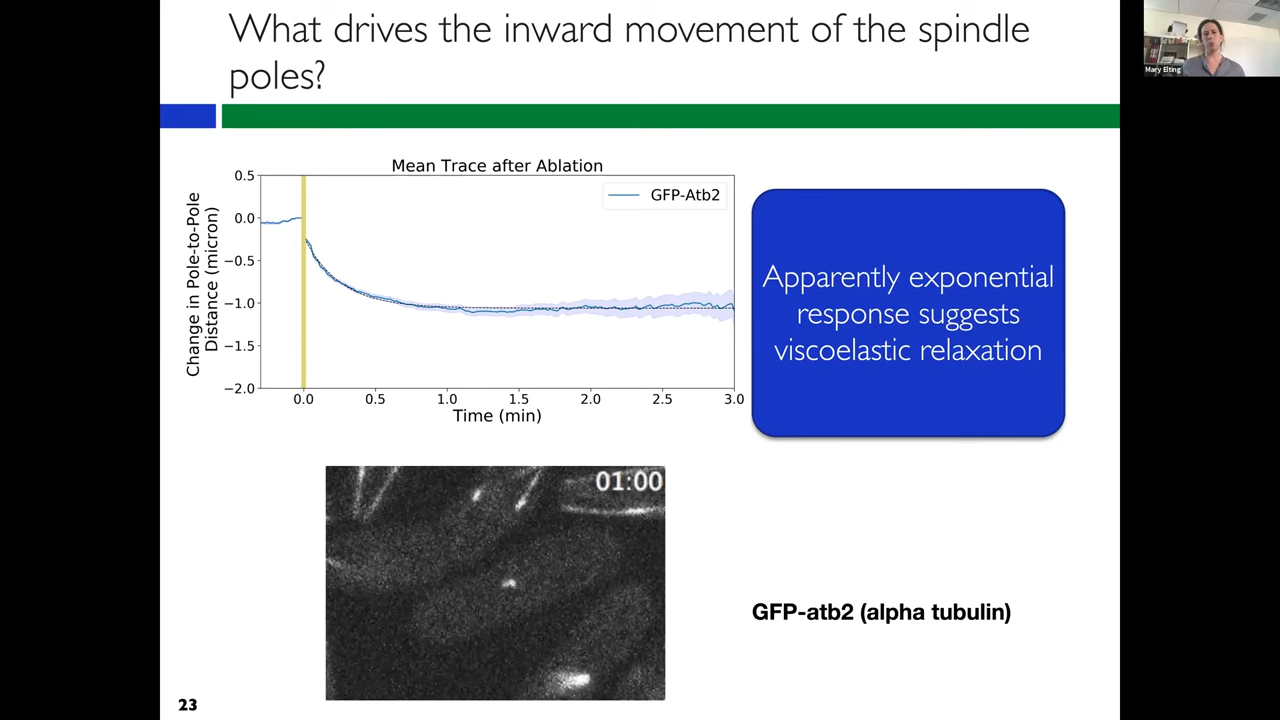 What drives the inward movement of the spindle
poles?
Mary Elting
Mean Trace after Ablation
GFP-Atb2
Change in Pole-to-Pole
Distance (micron)
0.5
0.0
−0.5
−1.0
−1.5
−2.0
0.0 0.5 1.0 1.5 2.0 2.5 3.0
Time (min)
Apparently exponential
response suggests
viscoelastic relaxation
01:00
GFP-atb2 (alpha tubulin)
23